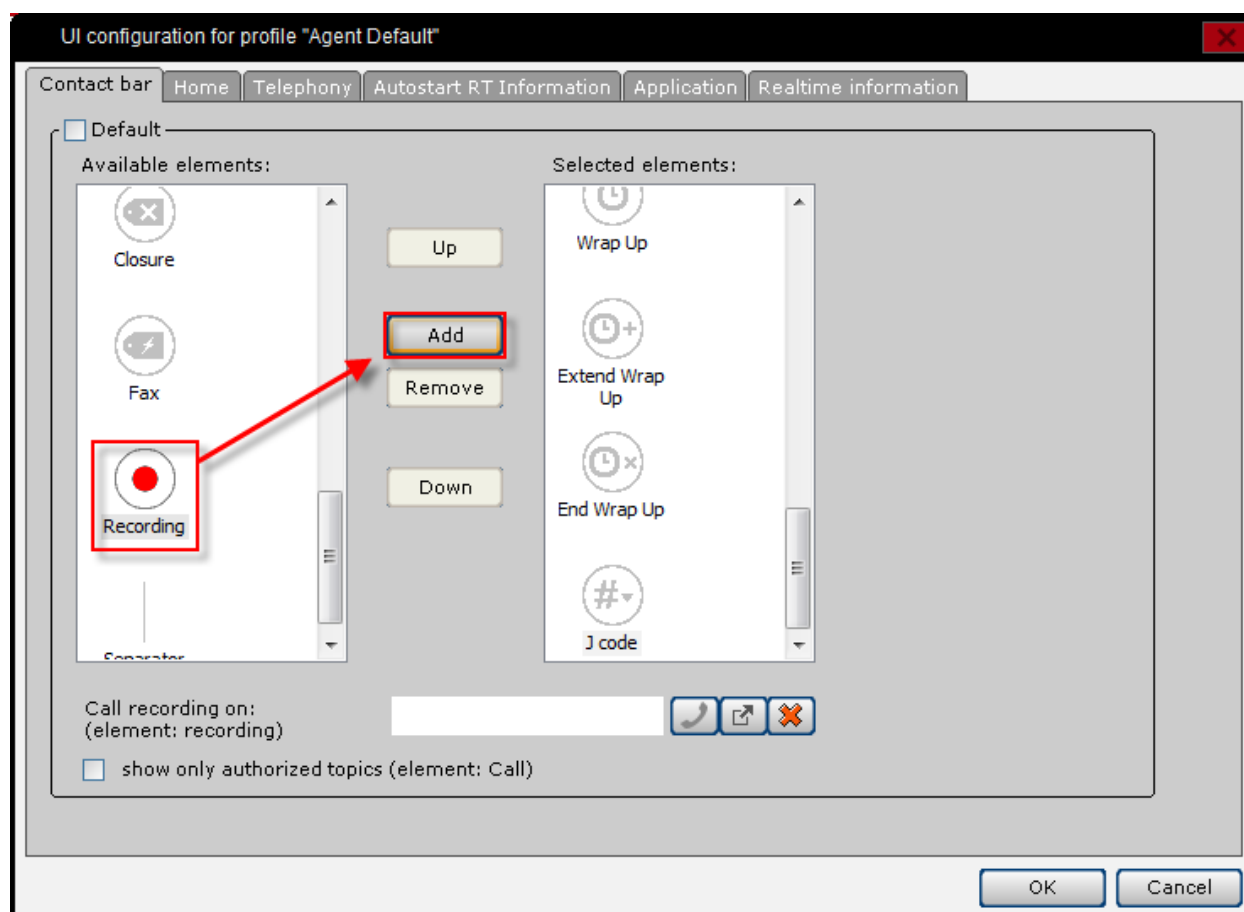 UI configuration for profile "Agent Default"
Contact bar Home Telephony Autostart RT Information Application Realtime information
Default
Available elements:
Selected elements:
Closure
Fax
Recording
Separator
Up
Add
Remove
Down
Wrap Up
Extend Wrap
Up
End Wrap Up
J code
Call recording on:
(element: recording)
show only authorized topics (element: Call)
OK Cancel